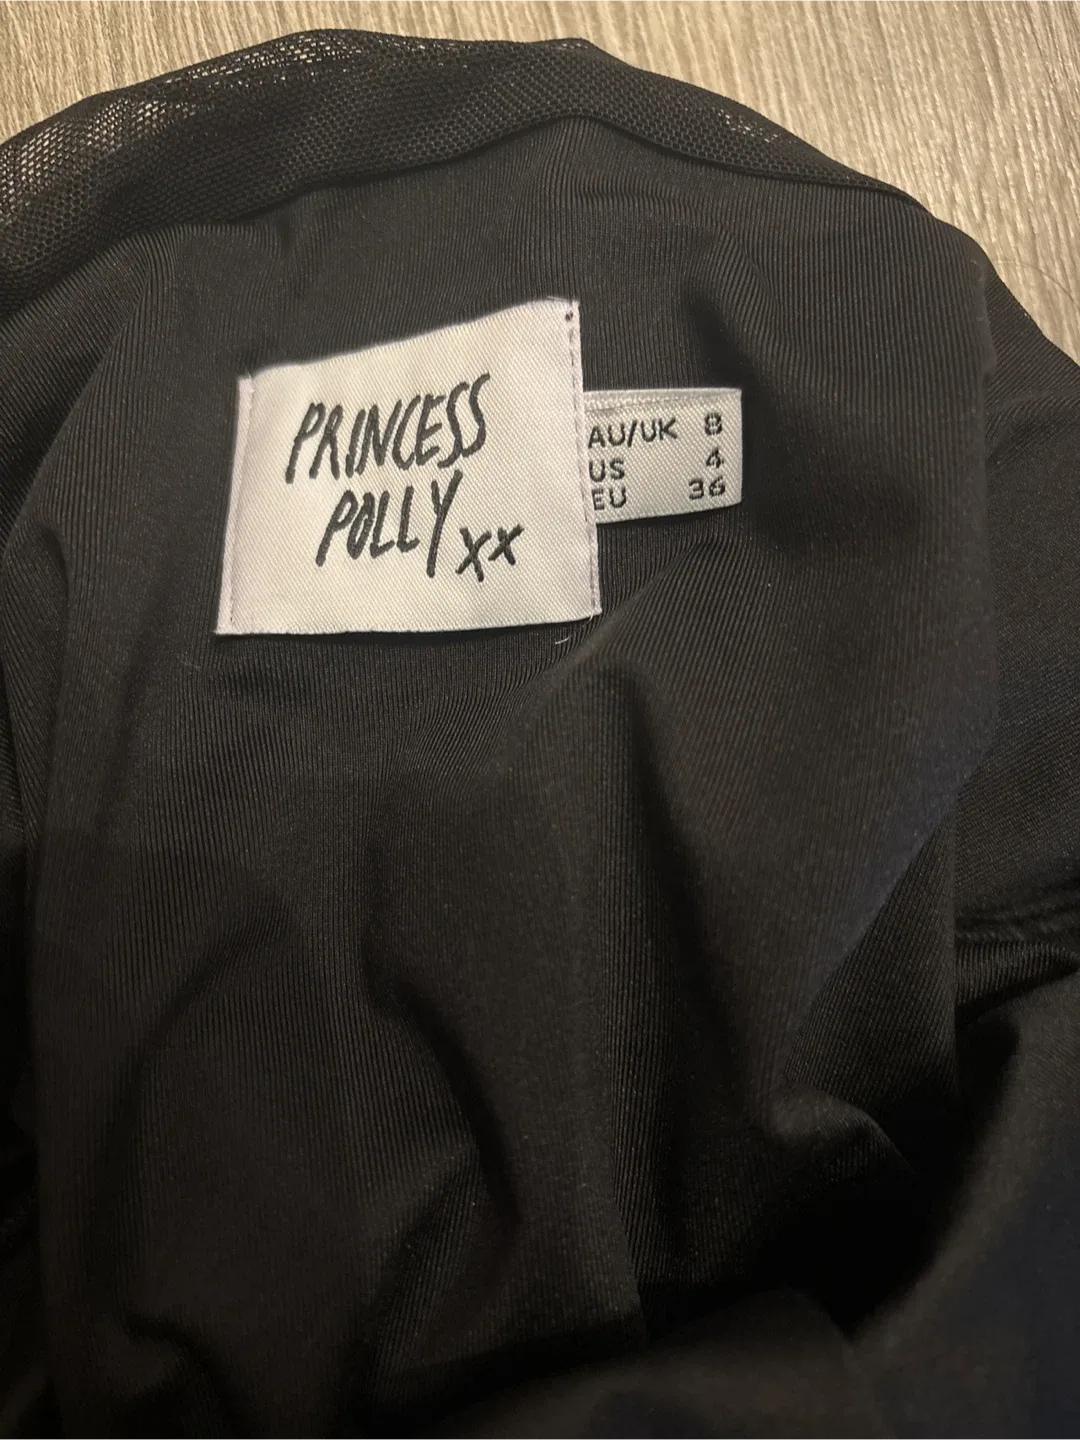 PRINCESS
POLLY xx
AU/UK 8
US 4
EU 36